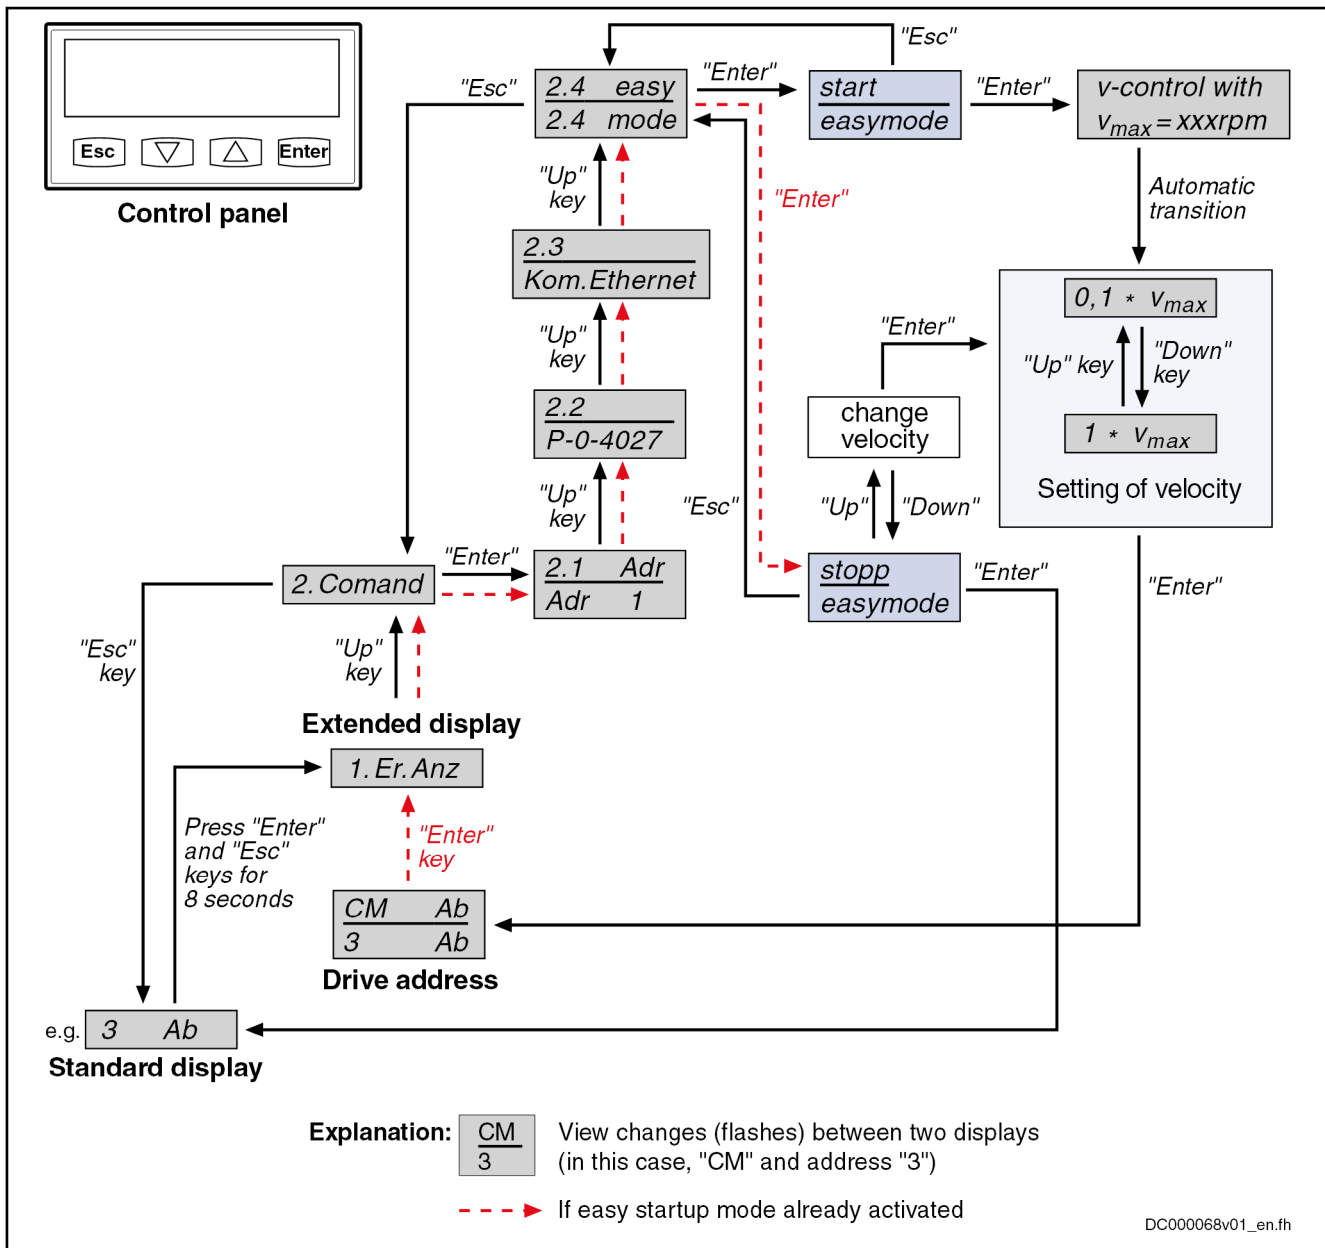 Esc
Enter
Control panel
"Esc"
"Esc"
2.4 easy
2.4 mode
"Enter"
start
easymode
"Enter"
v-control with
vmax = xxxrpm
"Up"
key
"Enter"
Automatic
transition
2.3
Kom.Ethernet
0,1 * vmax
"Up"
key
"Enter"
"Up" key
"Down"
key
2.2
P-0-4027
change
velocity
1 * vmax
Setting of velocity
"Up"
key
"Esc"
"Up"
"Down"
2. Comand
"Enter"
2.1 Adr
Adr 1
stopp
easymode
"Enter"
"Enter"
"Esc"
key
"Up"
key
Extended display
1. Er. Anz
Press "Enter"
and "Esc"
keys for
8 seconds
"Enter"
key
CM Ab
3 Ab
Drive address
e.g. 3 Ab
Standard display
Explanation:
CM
3
View changes (flashes) between two displays
(in this case, "CM" and address "3")
If easy startup mode already activated
DC000068v01_en.fh